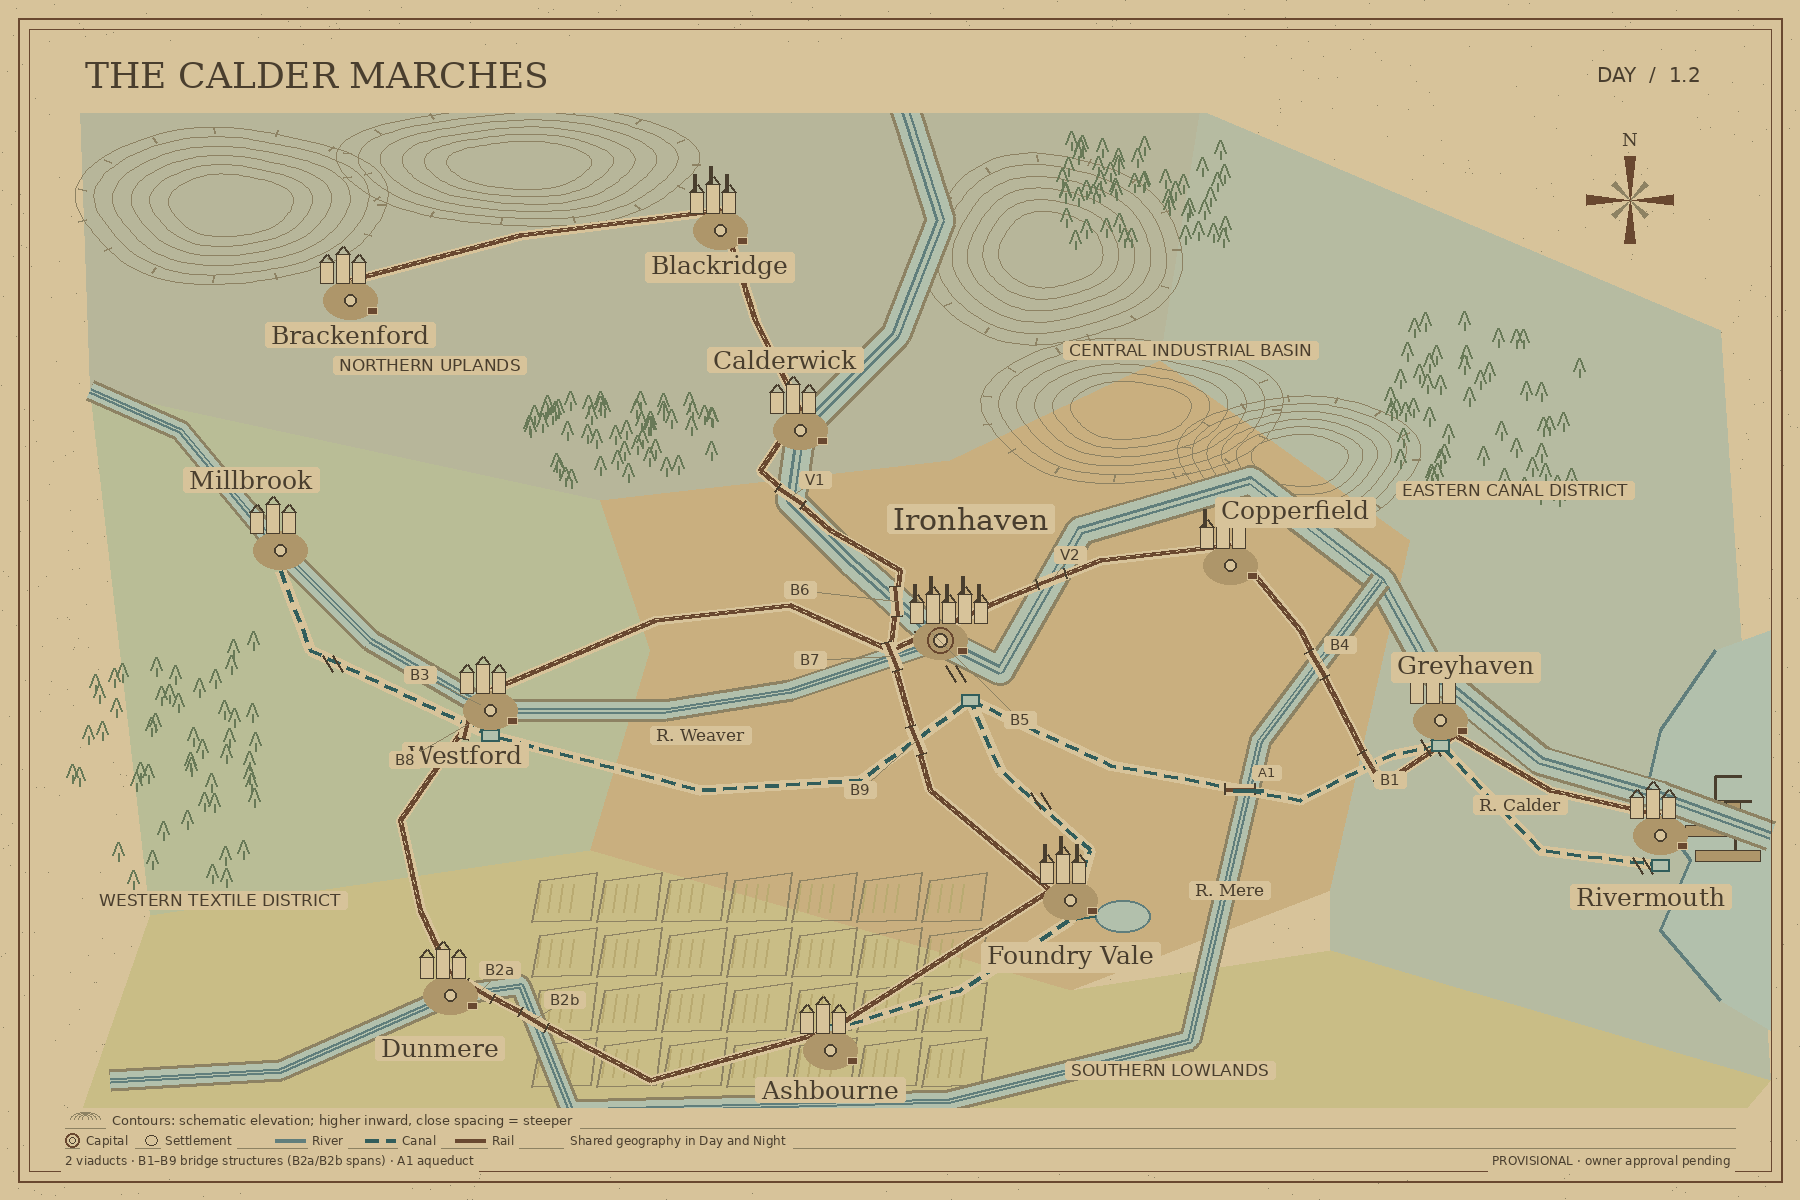 THE CALDER MARCHES
DAY / 1.2
N
Blackridge
Brackenford
NORTHERN UPLANDS
Calderwick
CENTRAL INDUSTRIAL BASIN
Millbrook
V1
EASTERN CANAL DISTRICT
Copperfield
Ironhaven
V2
B6
B7
B4
Greyhaven
B3
B5
R. Weaver
B8
Westford
B9
A1
B1
R. Calder
R. Mere
WESTERN TEXTILE DISTRICT
Rivermouth
Foundry Vale
B2a
B2b
Dunmere
SOUTHERN LOWLANDS
Ashbourne
Contours: schematic elevation; higher inward, close spacing = steeper
Capital Settlement River Canal Rail Shared geography in Day and Night
2 viaducts · B1–B9 bridge structures (B2a/B2b spans) · A1 aqueduct
PROVISIONAL · owner approval pending